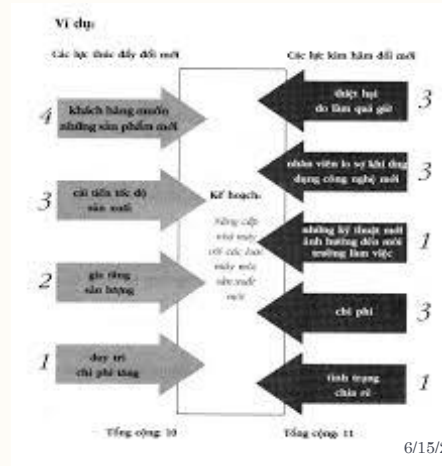 Ví dụ:
Các lực thúc đẩy đổi mới
Các lực kìm hãm đổi mới
4
khách hàng muốn
những sản phẩm mới
3
cải tiến tốc độ
sản xuất
2
gia tăng
sản lượng
1
duy trì
chi phí tăng
Kế hoạch:
Nâng cấp
nhà máy
với các loại
máy móc
sản xuất
mới
thiệt hại
do làm quá giờ
3
nhân viên lo sợ khi ứng
dụng công nghệ mới
3
những kỹ thuật mới
ảnh hưởng đến môi
trường làm việc
1
chi phí
3
tình trạng
chia rẽ
1
Tổng cộng: 10
Tổng cộng: 11